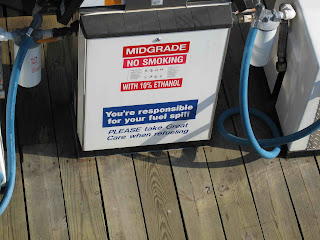 MIDGRADE
NO SMOKING
WITH 10% ETHANOL
You're responsible
for your fuel spill
PLEASE take Great
Care when refueling